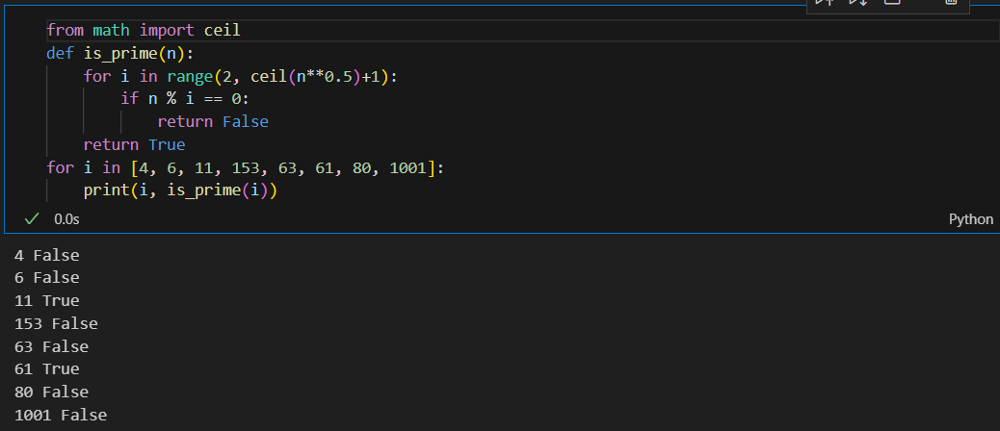 from math import ceil
def is_prime(n):
    for i in range(2, ceil(n**0.5)+1):
        if n % i == 0:
            return False
    return True
for i in [4, 6, 11, 153, 63, 61, 80, 1001]:
    print(i, is_prime(i))
0.0s
Python
4 False
6 False
11 True
153 False
63 False
61 True
80 False
1001 False